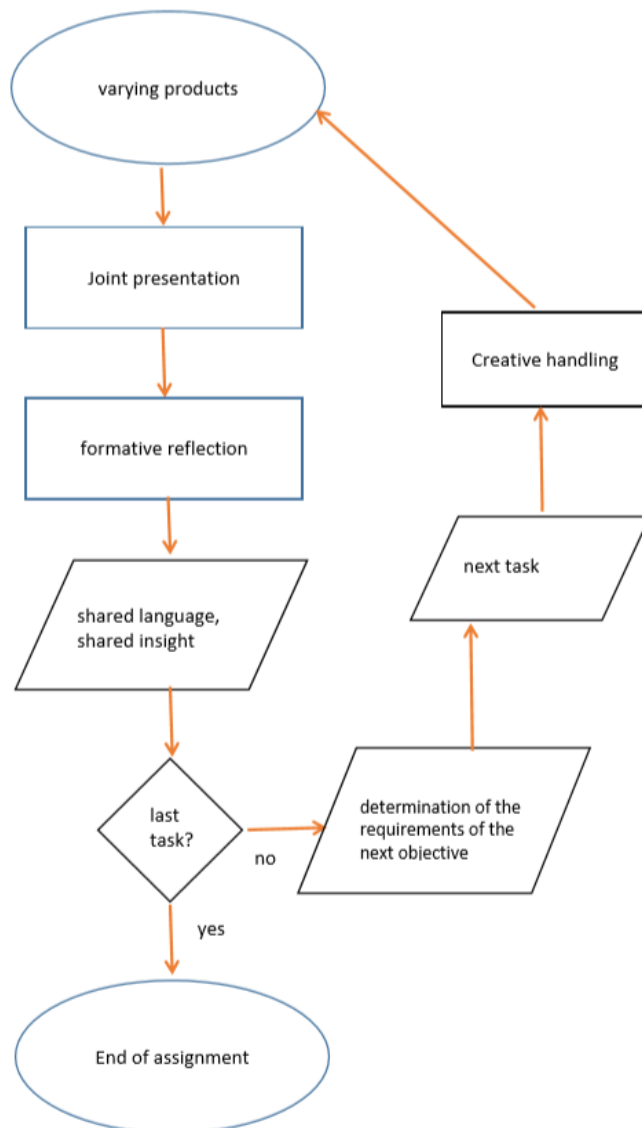 varying products
Joint presentation
Creative handling
formative reflection
next task
shared language,
shared insight
last
task?
no
determination of the
requirements of the
next objective
yes
End of assignment